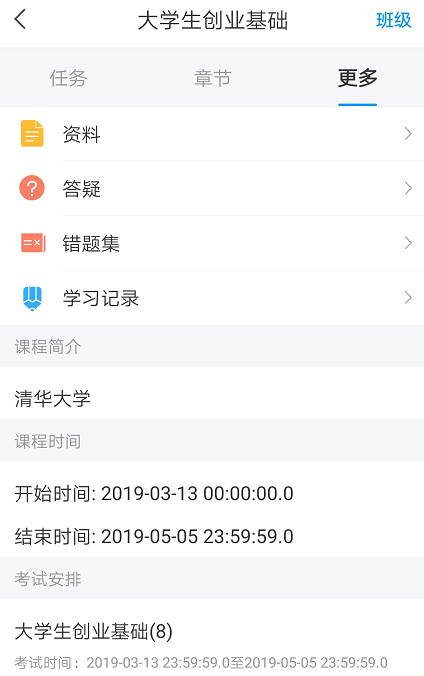 大学生创业基础 班级
任务 章节 更多
资料
答疑
错题集
学习记录
课程简介
清华大学
课程时间
开始时间: 2019-03-13 00:00:00.0
结束时间: 2019-05-05 23:59:59.0
考试安排
大学生创业基础(8)
考试时间：2019-03-13 23:59:59.0至2019-05-05 23:59:59.0